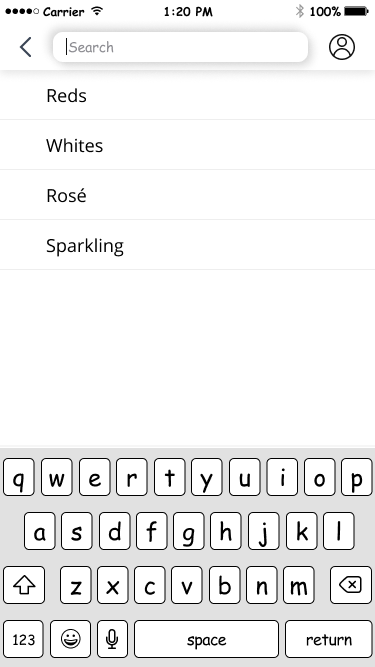 Carrier 1:20 PM 100%
Search
Reds
Whites
Rosé
Sparkling
q w e r t y u i o p
a s d f g h j k l
z x c v b n m
123 space return